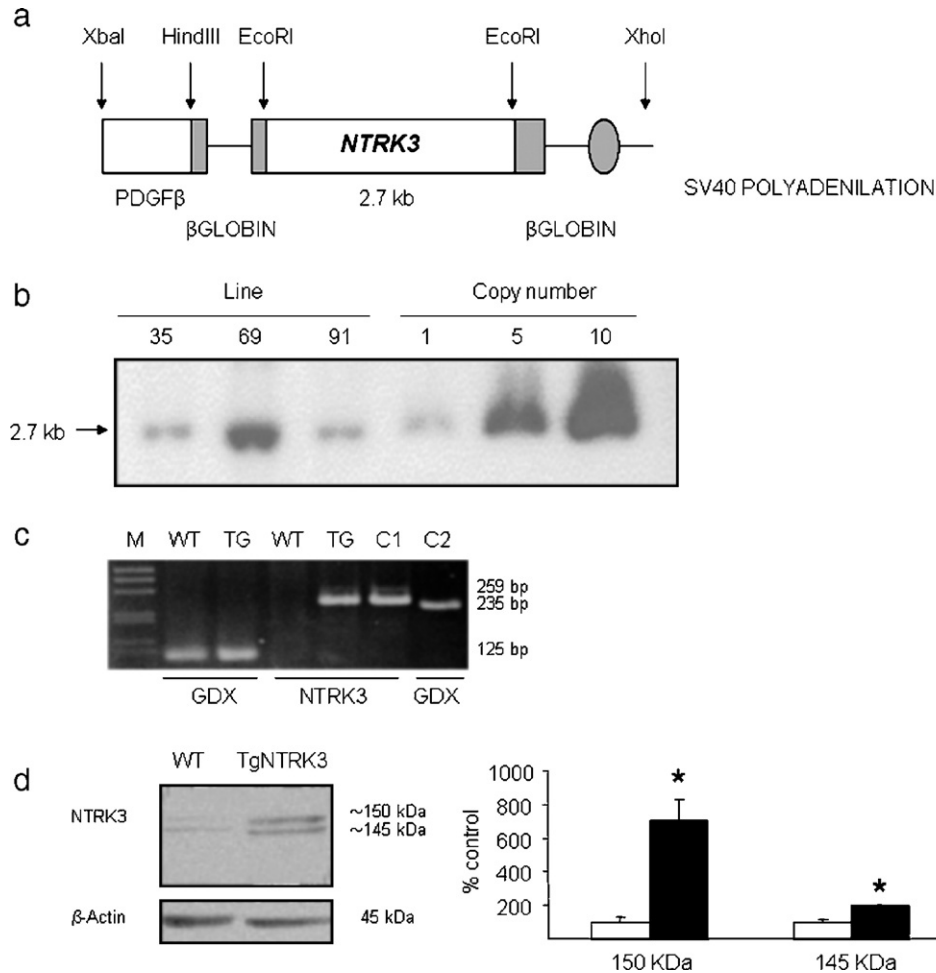 a
XbaI HindIII EcoRI EcoRI XhoI
NTRK3
PDGFβ 2.7 kb SV40 POLYADENILATION
βGLOBIN βGLOBIN
b
Line Copy number
35 69 91 1 5 10
2.7 kb
c
M WT TG WT TG C1 C2
259 bp
235 bp
125 bp
GDX NTRK3 GDX
d
WT TgNTRK3
NTRK3
~150 kDa
~145 kDa
β-Actin 45 kDa
% control
1000
800
600
400
200
* *
150 KDa 145 KDa